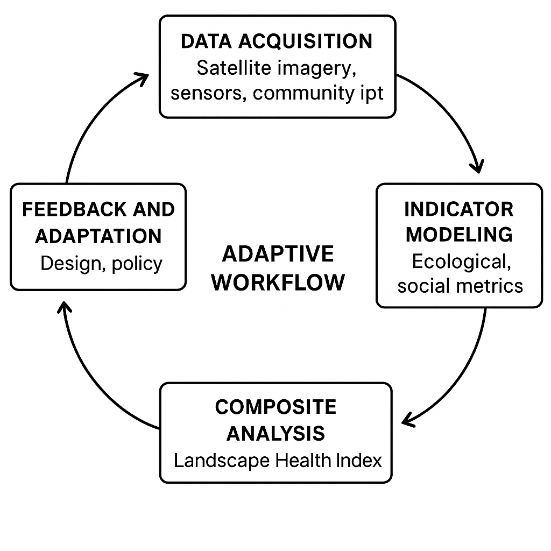 DATA ACQUISITION
Satellite imagery,
sensors, community ipt
FEEDBACK AND
ADAPTATION
Design, policy
ADAPTIVE
WORKFLOW
INDICATOR
MODELING
Ecological,
social metrics
COMPOSITE
ANALYSIS
Landscape Health Index